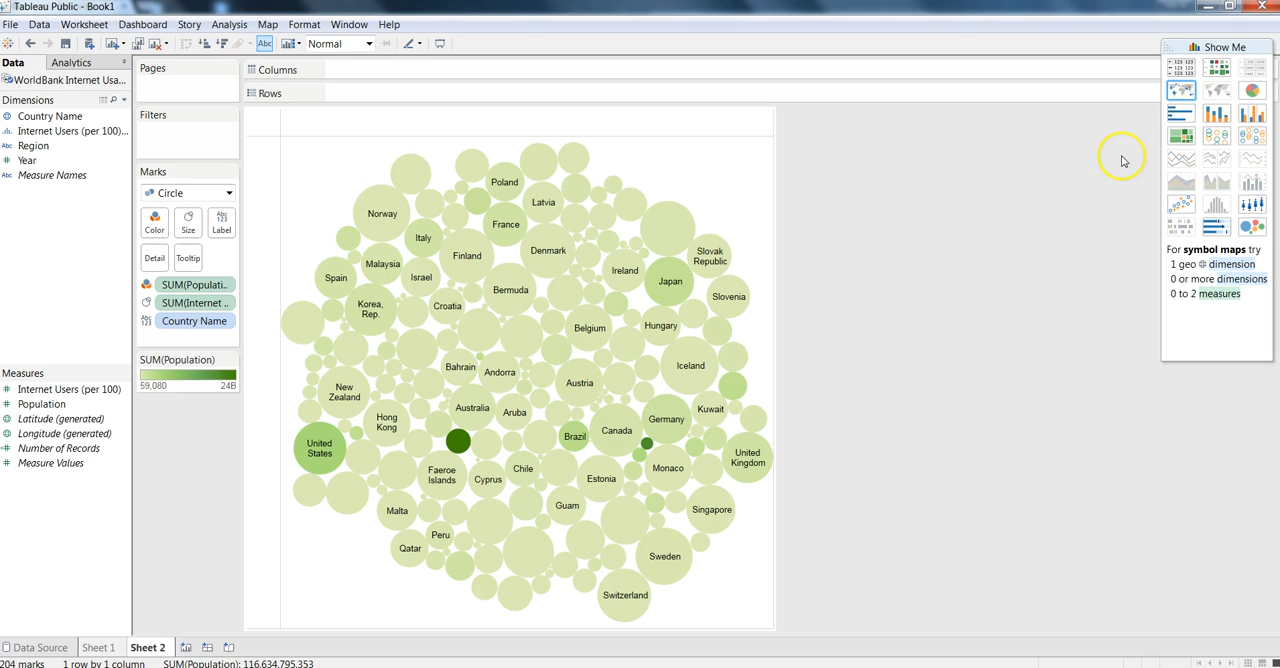 Tableau Public - Book1
File Data Worksheet Dashboard Story Analysis Map Format Window Help
Abc Normal
Data Analytics
WorldBank Internet Usa...
Dimensions
Country Name
Internet Users (per 100)...
Abc Region
Year
Abc Measure Names
Measures
Internet Users (per 100)
Population
Latitude (generated)
Longitude (generated)
Number of Records
Measure Values
Pages
Filters
Marks
Circle
Color Size Label
Detail Tooltip
SUM(Populati..
SUM(Internet ..
Country Name
SUM(Population)
59,080 24B
Columns
Rows
Poland
Norway
Latvia
France
Italy
Denmark
Malaysia
Finland
Slovak
Republic
Spain
Israel
Ireland
Japan
Bermuda
Slovenia
Korea,
Rep.
Croatia
Belgium
Hungary
Bahrain
Andorra
Iceland
Austria
New
Zealand
Australia
Aruba
Kuwait
Hong
Kong
Germany
Canada
Brazil
United
States
United
Kingdom
Faeroe
Islands
Cyprus
Chile
Monaco
Estonia
Malta
Guam
Singapore
Peru
Qatar
Sweden
Switzerland
Show Me
For symbol maps try
1 geo dimension
0 or more dimensions
0 to 2 measures
Data Source Sheet 1 Sheet 2
204 marks 1 row by 1 column SUM(Population): 116,634,795,353